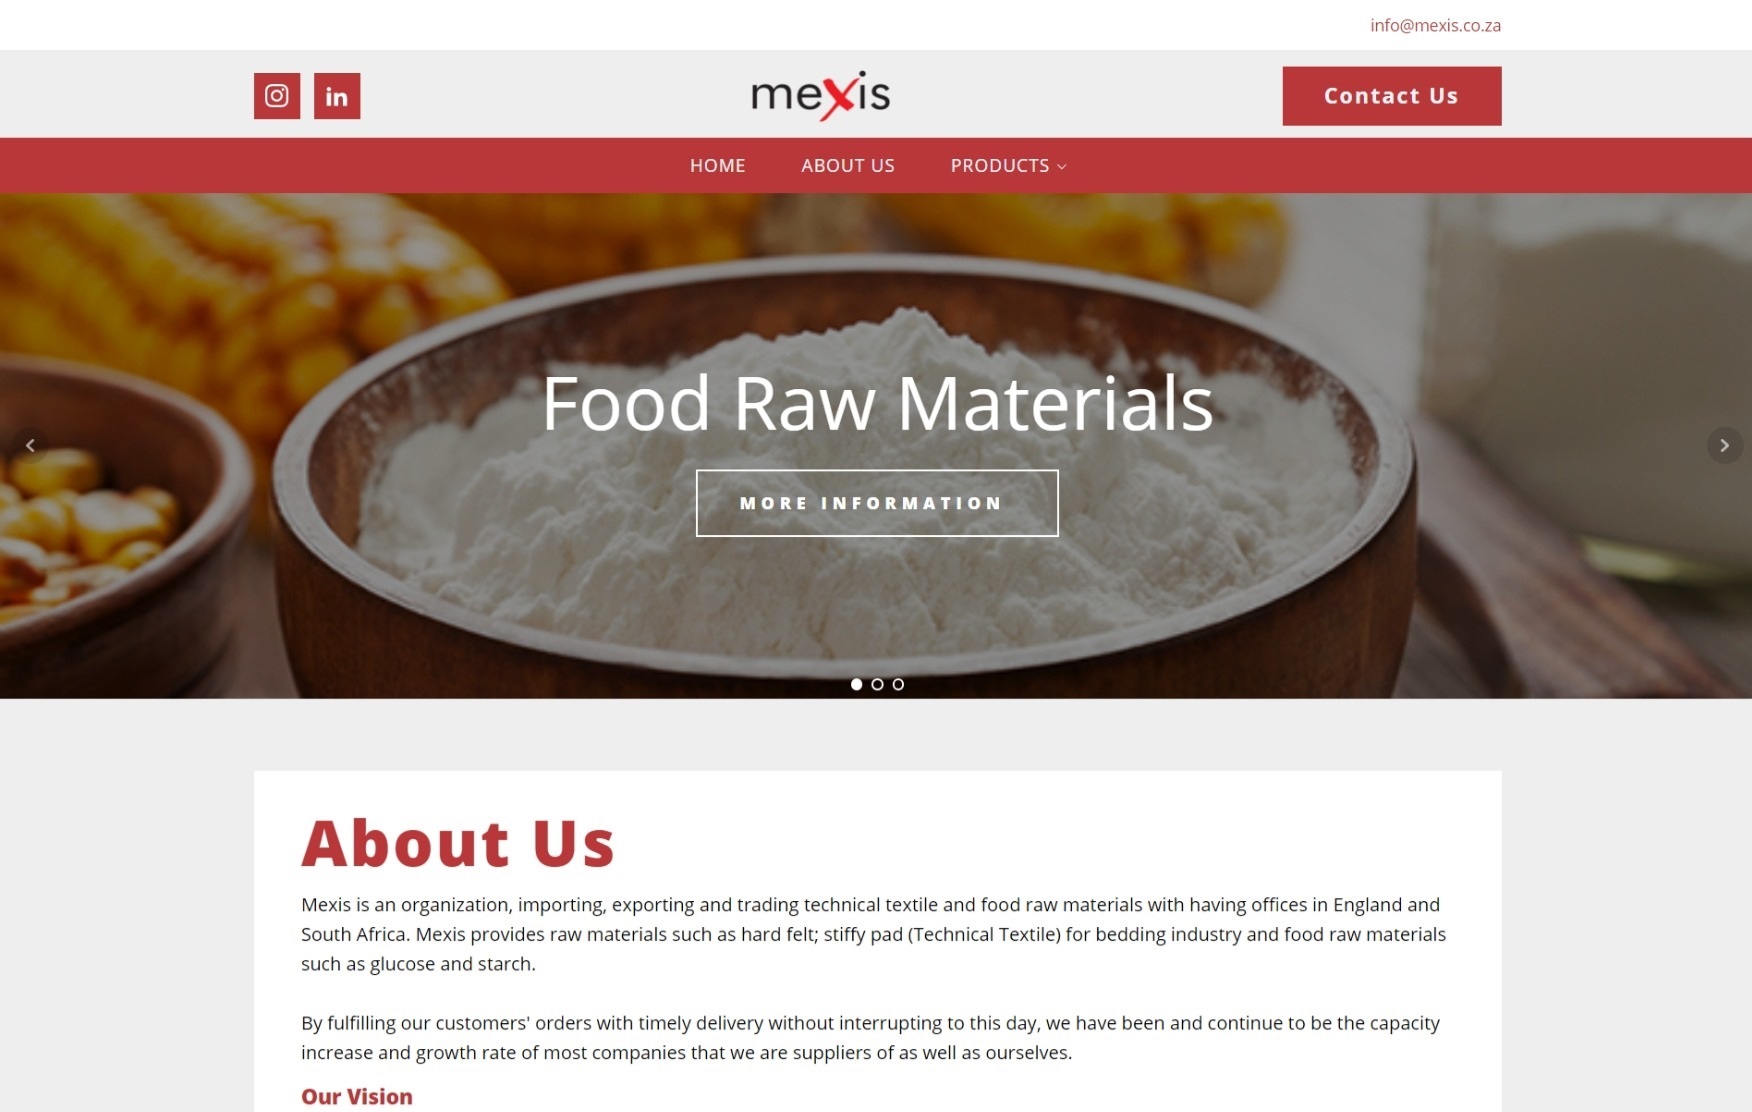 info@mexis.co.za
mexis
Contact Us
HOME
ABOUT US
PRODUCTS
Food Raw Materials
MORE INFORMATION
About Us
Mexis is an organization, importing, exporting and trading technical textile and food raw materials with having offices in England and
South Africa. Mexis provides raw materials such as hard felt; stiffy pad (Technical Textile) for bedding industry and food raw materials
such as glucose and starch.
By fulfilling our customers' orders with timely delivery without interrupting to this day, we have been and continue to be the capacity
increase and growth rate of most companies that we are suppliers of as well as ourselves.
Our Vision